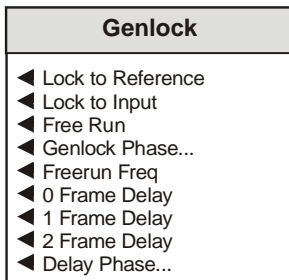 Genlock
Lock to Reference
Lock to Input
Free Run
Genlock Phase...
Freerun Freq
0 Frame Delay
1 Frame Delay
2 Frame Delay
Delay Phase...